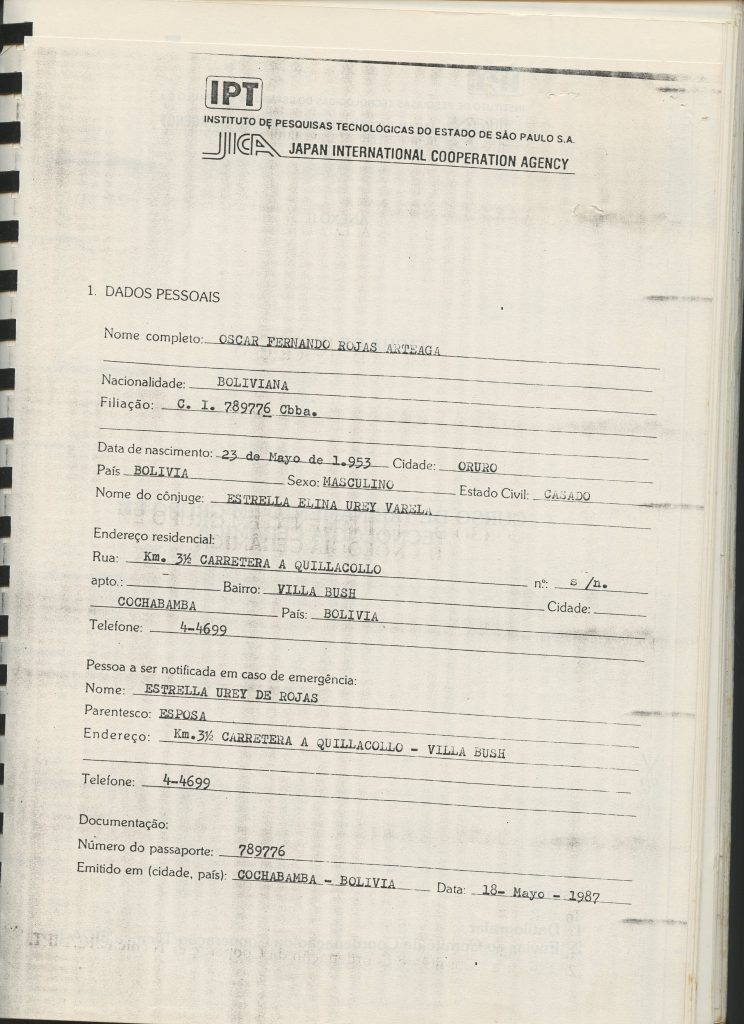 IPT
INSTITUTO DE PESQUISAS TECNOLÓGICAS DO ESTADO DE SÃO PAULO S.A.
JICA JAPAN INTERNATIONAL COOPERATION AGENCY
1. DADOS PESSOAIS
Nome completo: OSCAR FERNANDO ROJAS ARTEAGA
Nacionalidade: BOLIVIANA
Filiação: C. I. 789776 Cbba.
Data de nascimento: 23 de Mayo de 1.953 Cidade: ORURO
País BOLIVIA Sexo: MASCULINO Estado Civil: CASADO
Nome do cônjuge: ESTRELLA ELINA UREY VARELA
Endereço residencial:
Rua: Km. 3½ CARRETERA A QUILLACOLLO nº: s/n.
apto.: Bairro: VILLA BUSH Cidade:
COCHABAMBA País: BOLIVIA
Telefone: 4-4699
Pessoa a ser notificada em caso de emergência:
Nome: ESTRELLA UREY DE ROJAS
Parentesco: ESPOSA
Endereço: Km.3½ CARRETERA A QUILLACOLLO - VILLA BUSH
Telefone: 4-4699
Documentação:
Número do passaporte: 789776
Emitido em (cidade, país): COCHABAMBA - BOLIVIA Data: 18- Mayo - 1987